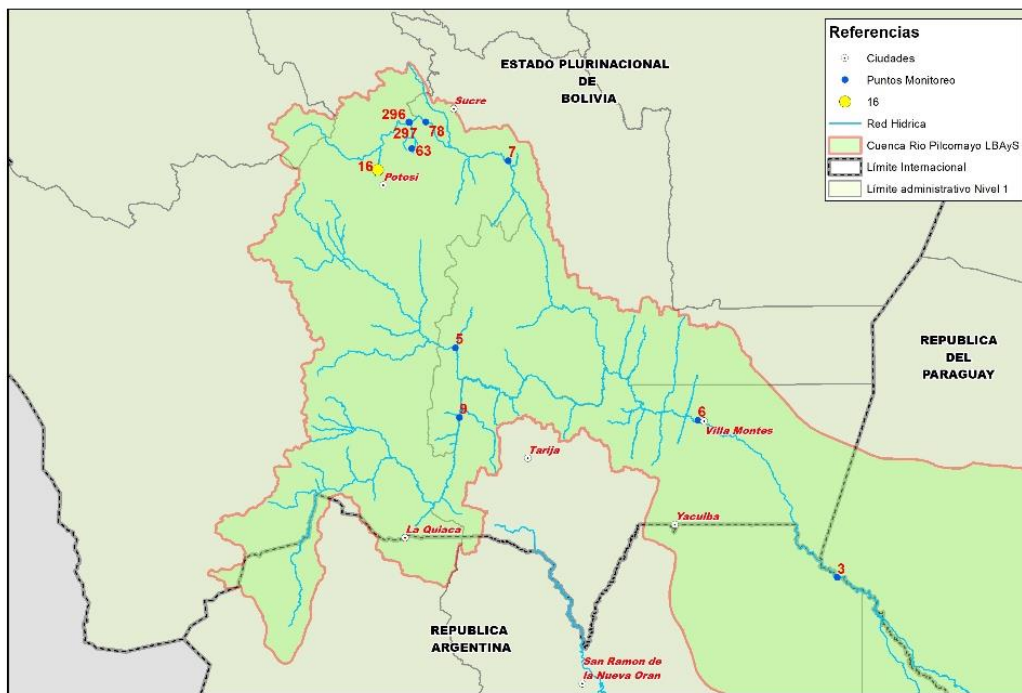 Referencias
Ciudades
Puntos Monitoreo
16
Red Hidrica
Cuenca Rio Pilcomayo LBAyS
Límite Internacional
Límite administrativo Nivel 1
ESTADO PLURINACIONAL
DE
BOLIVIA
Sucre
296
297
78
63
7
16
Potosi
5
REPUBLICA
DEL
PARAGUAY
9
6
Villa Montes
Tarija
La Quiaca
Yacuiba
3
REPUBLICA
ARGENTINA
San Ramon de
la Nueva Oran